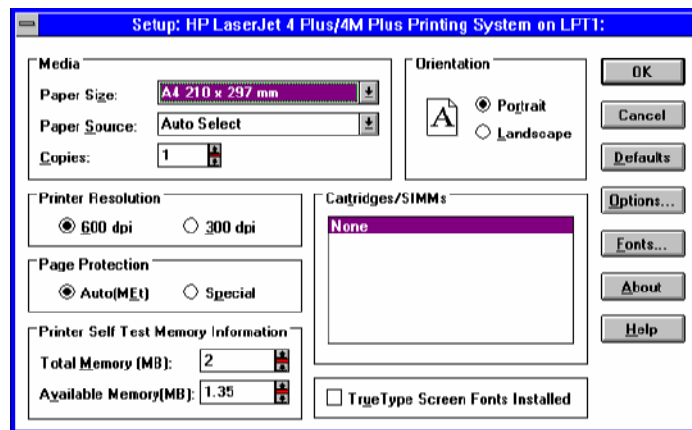 Setup: HP LaserJet 4 Plus/4M Plus Printing System on LPT1:
Media
Paper Size:
A4 210 x 297 mm
Paper Source:
Auto Select
Copies:
1
Orientation
A
Portrait
Landscape
OK
Cancel
Defaults
Options...
Fonts...
About
Help
Printer Resolution
600 dpi
300 dpi
Page Protection
Auto(MEt)
Special
Printer Self Test Memory Information
Total Memory (MB):
2
Available Memory(MB):
1.35
Cartridges/SIMMs
None
TrueType Screen Fonts Installed